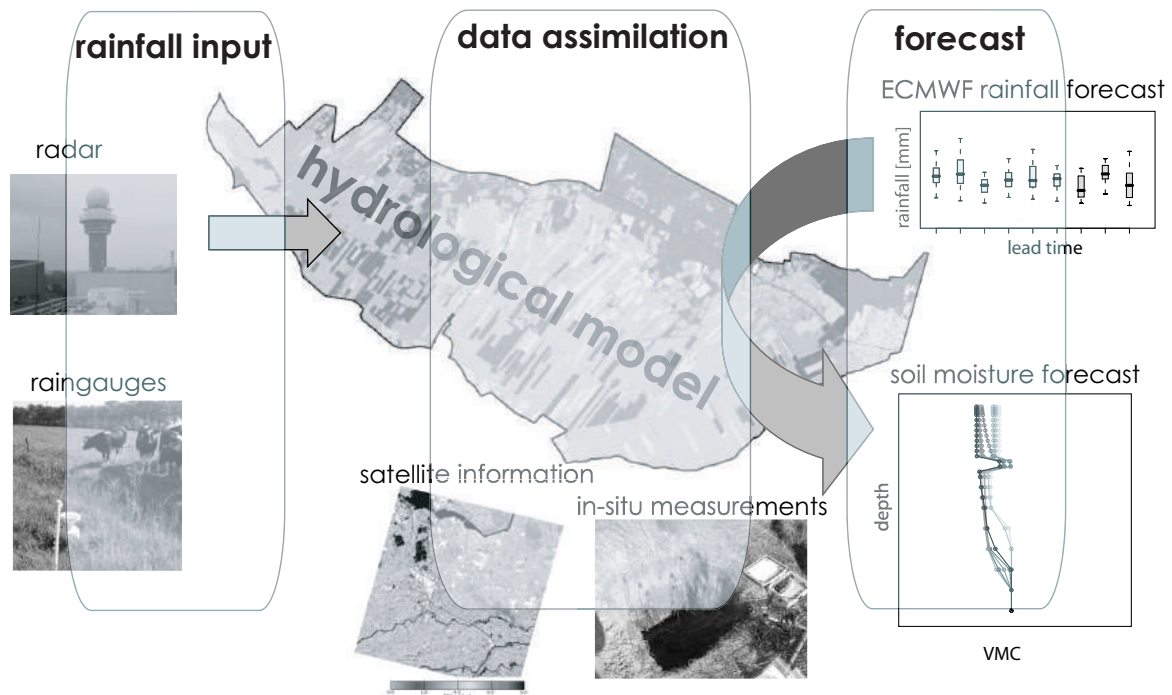 rainfall input
data assimilation
forecast
ECMWF rainfall forecast
rainfall [mm]
lead time
radar
hydrological model
raingauges
soil moisture forecast
depth
VMC
satellite information
in-situ measurements